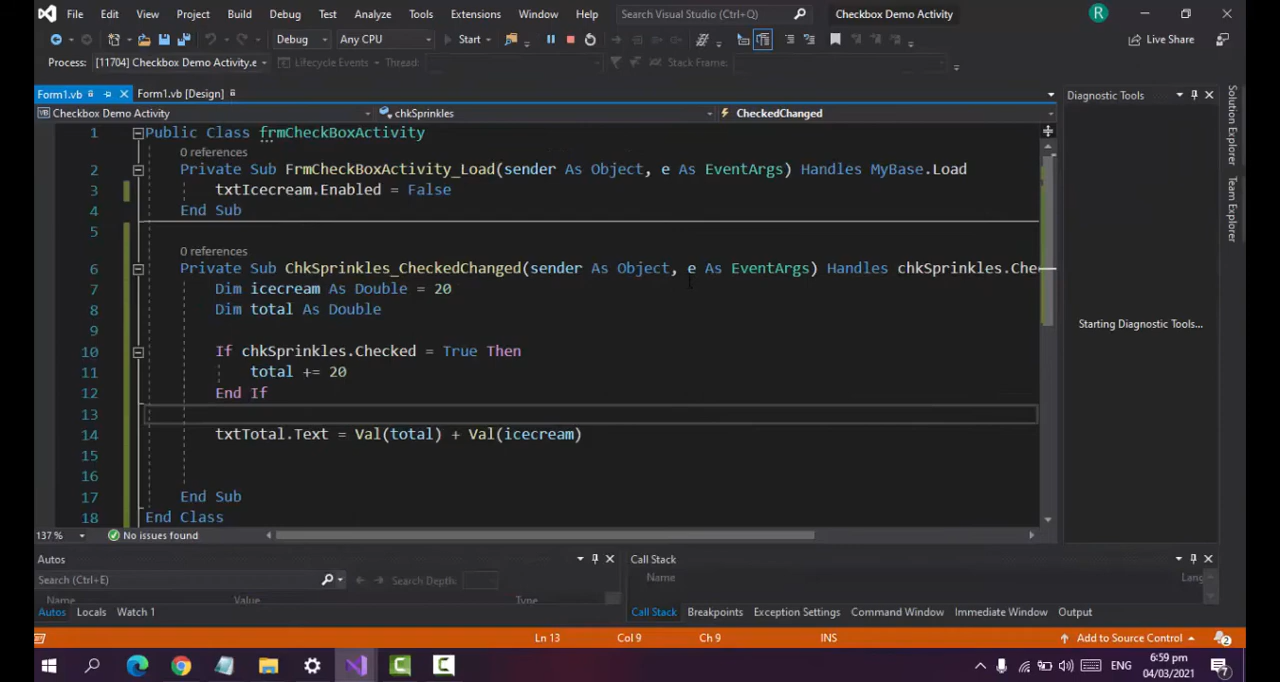 File Edit View Project Build Debug Test Analyze Tools Extensions Window Help Search Visual Studio (Ctrl+Q) Checkbox Demo Activity R
Debug Any CPU Start Live Share
Process: [11704] Checkbox Demo Activity.e Lifecycle Events Thread: Stack Frame:
Form1.vb Form1.vb [Design]
Checkbox Demo Activity chkSprinkles CheckedChanged
1 Public Class frmCheckBoxActivity
0 references
2 Private Sub FrmCheckBoxActivity_Load(sender As Object, e As EventArgs) Handles MyBase.Load
3 txtIcecream.Enabled = False
4 End Sub
5
0 references
6 Private Sub ChkSprinkles_CheckedChanged(sender As Object, e As EventArgs) Handles chkSprinkles.Che
7 Dim icecream As Double = 20
8 Dim total As Double
9
10 If chkSprinkles.Checked = True Then
11 total += 20
12 End If
13
14 txtTotal.Text = Val(total) + Val(icecream)
15
16
17 End Sub
18 End Class
137 % No issues found
Diagnostic Tools
Starting Diagnostic Tools...
Solution Explorer
Team Explorer
Autos
Search (Ctrl+E) Search Depth:
Name Value Type
Autos Locals Watch 1
Call Stack
Name Lang
Call Stack Breakpoints Exception Settings Command Window Immediate Window Output
Ln 13 Col 9 Ch 9 INS Add to Source Control 2
ENG 6:59 pm
04/03/2021 7